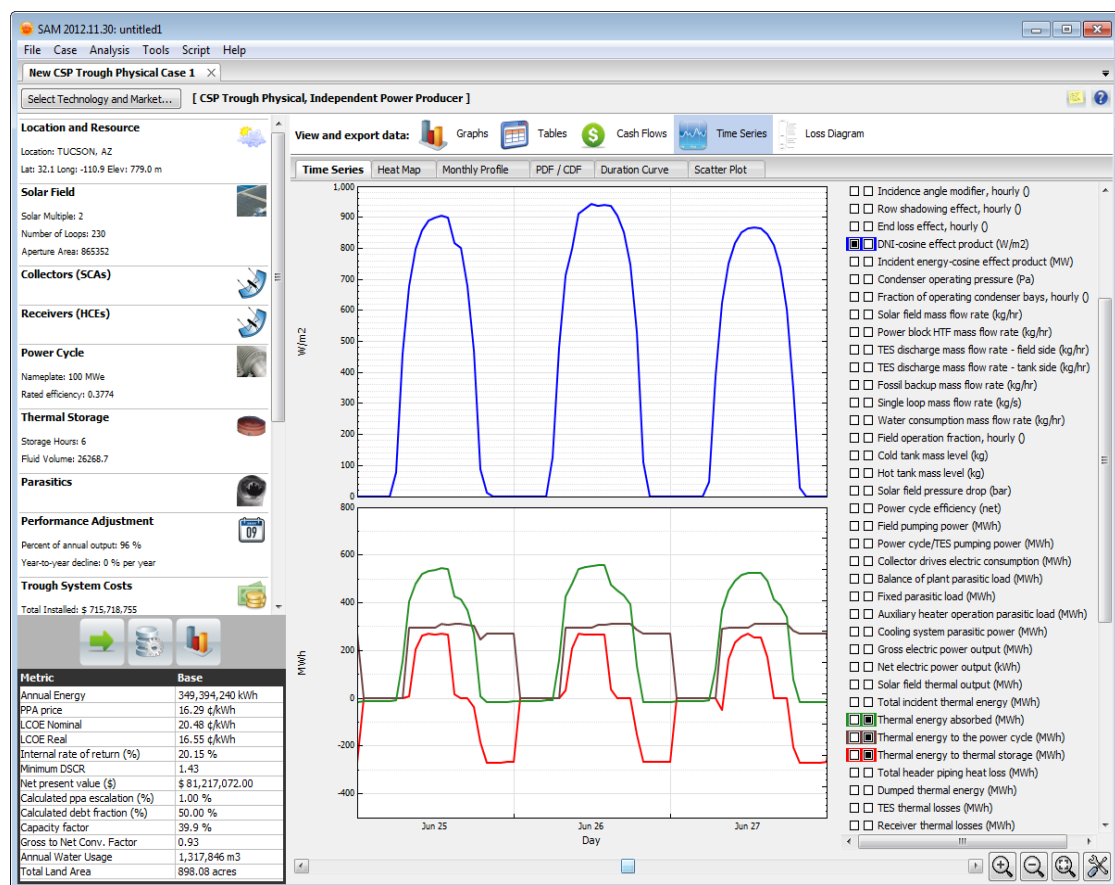 SAM 2012.11.30: untitled1
File Case Analysis Tools Script Help
New CSP Trough Physical Case 1
Select Technology and Market... [ CSP Trough Physical, Independent Power Producer ]
Location and Resource
Location: TUCSON, AZ
Lat: 32.1 Long: -110.9 Elev: 779.0 m
Solar Field
Solar Multiple: 2
Number of Loops: 230
Aperture Area: 865352
Collectors (SCAs)
Receivers (HCEs)
Power Cycle
Nameplate: 100 MWe
Rated efficiency: 0.3774
Thermal Storage
Storage Hours: 6
Fluid Volume: 26268.7
Parasitics
Performance Adjustment
09
Percent of annual output: 96 %
Year-to-year decline: 0 % per year
Trough System Costs
Total Installed: $ 715,718,755
Metric Base
Annual Energy 349,394,240 kWh
PPA price 16.29 ¢/kWh
LCOE Nominal 20.48 ¢/kWh
LCOE Real 16.55 ¢/kWh
Internal rate of return (%) 20.15 %
Minimum DSCR 1.43
Net present value ($) $ 81,217,072.00
Calculated ppa escalation (%) 1.00 %
Calculated debt fraction (%) 50.00 %
Capacity factor 39.9 %
Gross to Net Conv. Factor 0.93
Annual Water Usage 1,317,846 m3
Total Land Area 898.08 acres
View and export data: Graphs Tables Cash Flows Time Series Loss Diagram
Time Series Heat Map Monthly Profile PDF / CDF Duration Curve Scatter Plot
1,000
900
800
700
600
500
400
300
200
100
0
W/m2
800
600
400
200
0
-200
-400
MWh
Jun 25 Jun 26 Jun 27
Day
Incidence angle modifier, hourly ()
Row shadowing effect, hourly ()
End loss effect, hourly ()
DNI-cosine effect product (W/m2)
Incident energy-cosine effect product (MW)
Condenser operating pressure (Pa)
Fraction of operating condenser bays, hourly ()
Solar field mass flow rate (kg/hr)
Power block HTF mass flow rate (kg/hr)
TES discharge mass flow rate - field side (kg/hr)
TES discharge mass flow rate - tank side (kg/hr)
Fossil backup mass flow rate (kg/hr)
Single loop mass flow rate (kg/s)
Water consumption mass flow rate (kg/hr)
Field operation fraction, hourly ()
Cold tank mass level (kg)
Hot tank mass level (kg)
Solar field pressure drop (bar)
Power cycle efficiency (net)
Field pumping power (MWh)
Power cycle/TES pumping power (MWh)
Collector drives electric consumption (MWh)
Balance of plant parasitic load (MWh)
Fixed parasitic load (MWh)
Auxiliary heater operation parasitic load (MWh)
Cooling system parasitic power (MWh)
Gross electric power output (MWh)
Net electric power output (kWh)
Solar field thermal output (MWh)
Total incident thermal energy (MWh)
Thermal energy absorbed (MWh)
Thermal energy to the power cycle (MWh)
Thermal energy to thermal storage (MWh)
Total header piping heat loss (MWh)
Dumped thermal energy (MWh)
TES thermal losses (MWh)
Receiver thermal losses (MWh)